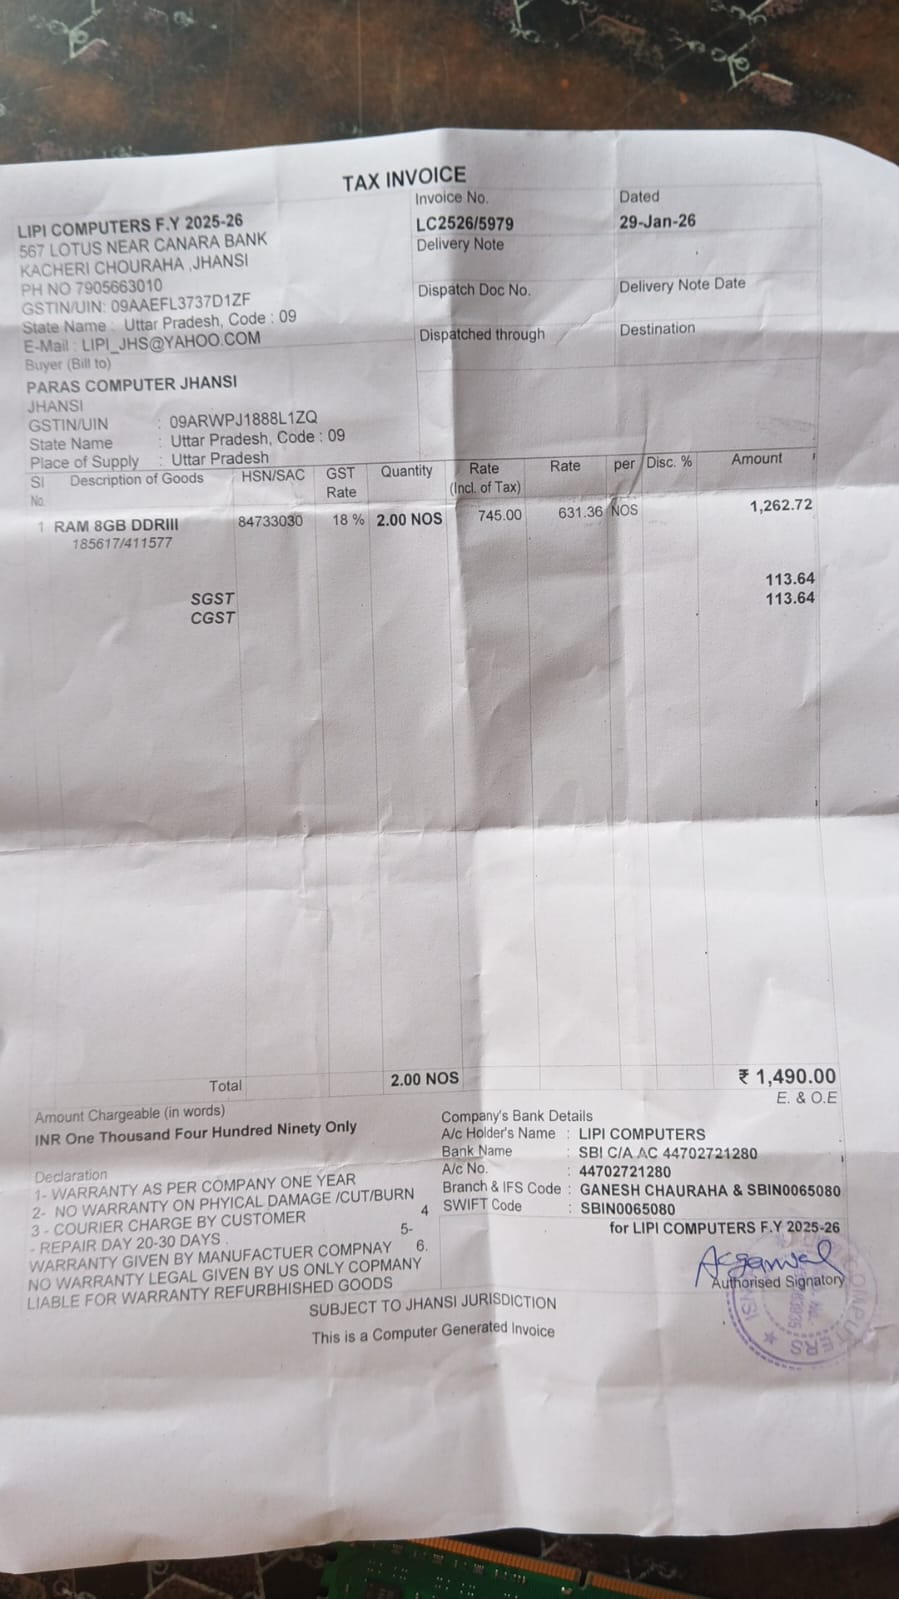 TAX INVOICE
LIPI COMPUTERS F.Y 2025-26
567 LOTUS NEAR CANARA BANK
KACHERI CHOURAHA ,JHANSI
PH NO 7905663010
GSTIN/UIN: 09AAEFL3737D1ZF
State Name : Uttar Pradesh, Code : 09
E-Mail : LIPI_JHS@YAHOO.COM
Invoice No.
LC2526/5979
Dated
29-Jan-26
Delivery Note
Dispatch Doc No.
Delivery Note Date
Dispatched through
Destination
Buyer (Bill to)
PARAS COMPUTER JHANSI
JHANSI
GSTIN/UIN : 09ARWPJ1888L1ZQ
State Name : Uttar Pradesh, Code : 09
Place of Supply : Uttar Pradesh
Sl No. Description of Goods HSN/SAC GST Rate Quantity Rate (Incl. of Tax) Rate per Disc. % Amount
1 RAM 8GB DDRIII 84733030 18 % 2.00 NOS 745.00 631.36 NOS 1,262.72
185617/411577
SGST 113.64
CGST 113.64
Total 2.00 NOS ₹ 1,490.00
E. & O.E
Amount Chargeable (in words)
INR One Thousand Four Hundred Ninety Only
Company's Bank Details
A/c Holder's Name : LIPI COMPUTERS
Bank Name : SBI C/A AC 44702721280
A/c No. : 44702721280
Branch & IFS Code : GANESH CHAURAHA & SBIN0065080
SWIFT Code : SBIN0065080
Declaration
1- WARRANTY AS PER COMPANY ONE YEAR
2- NO WARRANTY ON PHYICAL DAMAGE /CUT/BURN
3 - COURIER CHARGE BY CUSTOMER 4
- REPAIR DAY 20-30 DAYS . 5-
WARRANTY GIVEN BY MANUFACTUER COMPNAY 6.
NO WARRANTY LEGAL GIVEN BY US ONLY COPMANY
LIABLE FOR WARRANTY REFURBHISHED GOODS
for LIPI COMPUTERS F.Y 2025-26
Agarwal
Authorised Signatory
SUBJECT TO JHANSI JURISDICTION
This is a Computer Generated Invoice